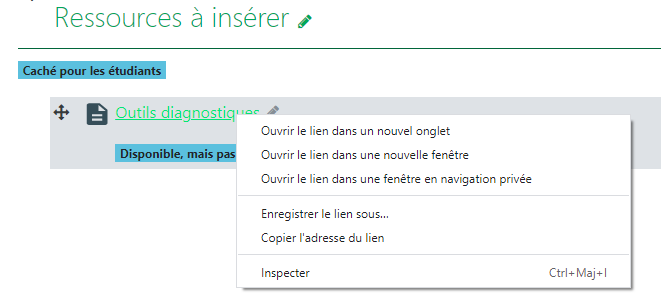 Ressources à insérer
Caché pour les étudiants
Outils diagnostiques
Disponible, mais pas
Ouvrir le lien dans un nouvel onglet
Ouvrir le lien dans une nouvelle fenêtre
Ouvrir le lien dans une fenêtre en navigation privée
Enregistrer le lien sous...
Copier l'adresse du lien
Inspecter Ctrl+Maj+I